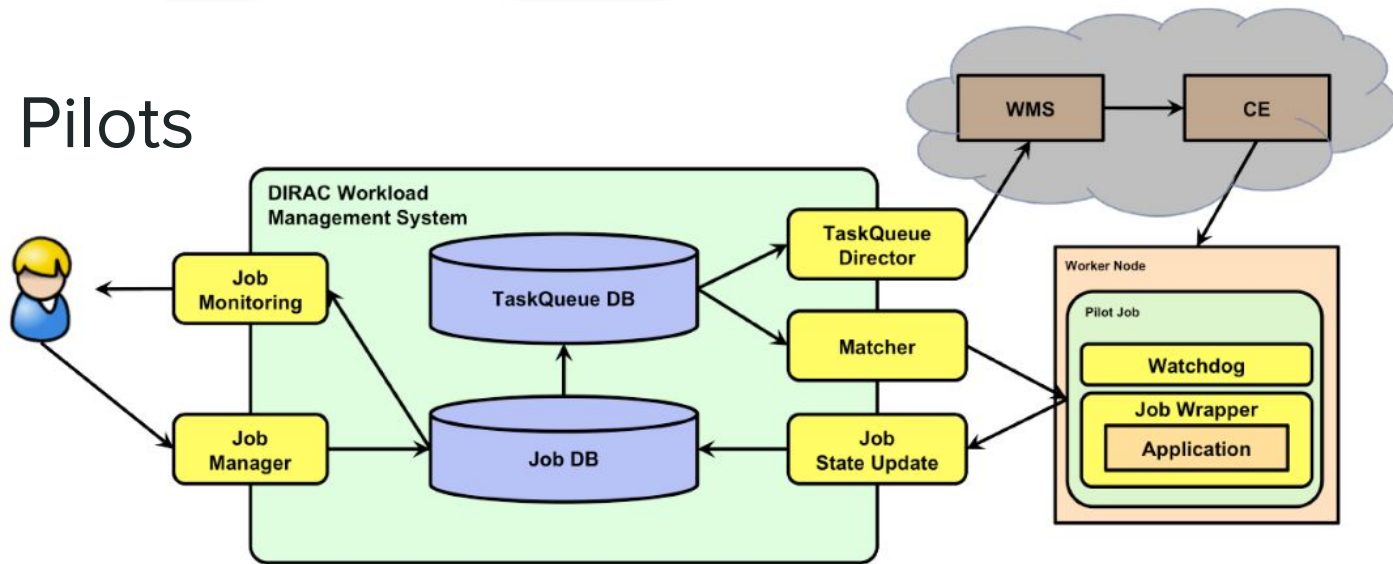 Pilots
WMS
CE
DIRAC Workload
Management System
TaskQueue
Director
Worker Node
Job
Monitoring
TaskQueue DB
Pilot Job
Matcher
Watchdog
Job Wrapper
Application
Job
Manager
Job DB
Job
State Update